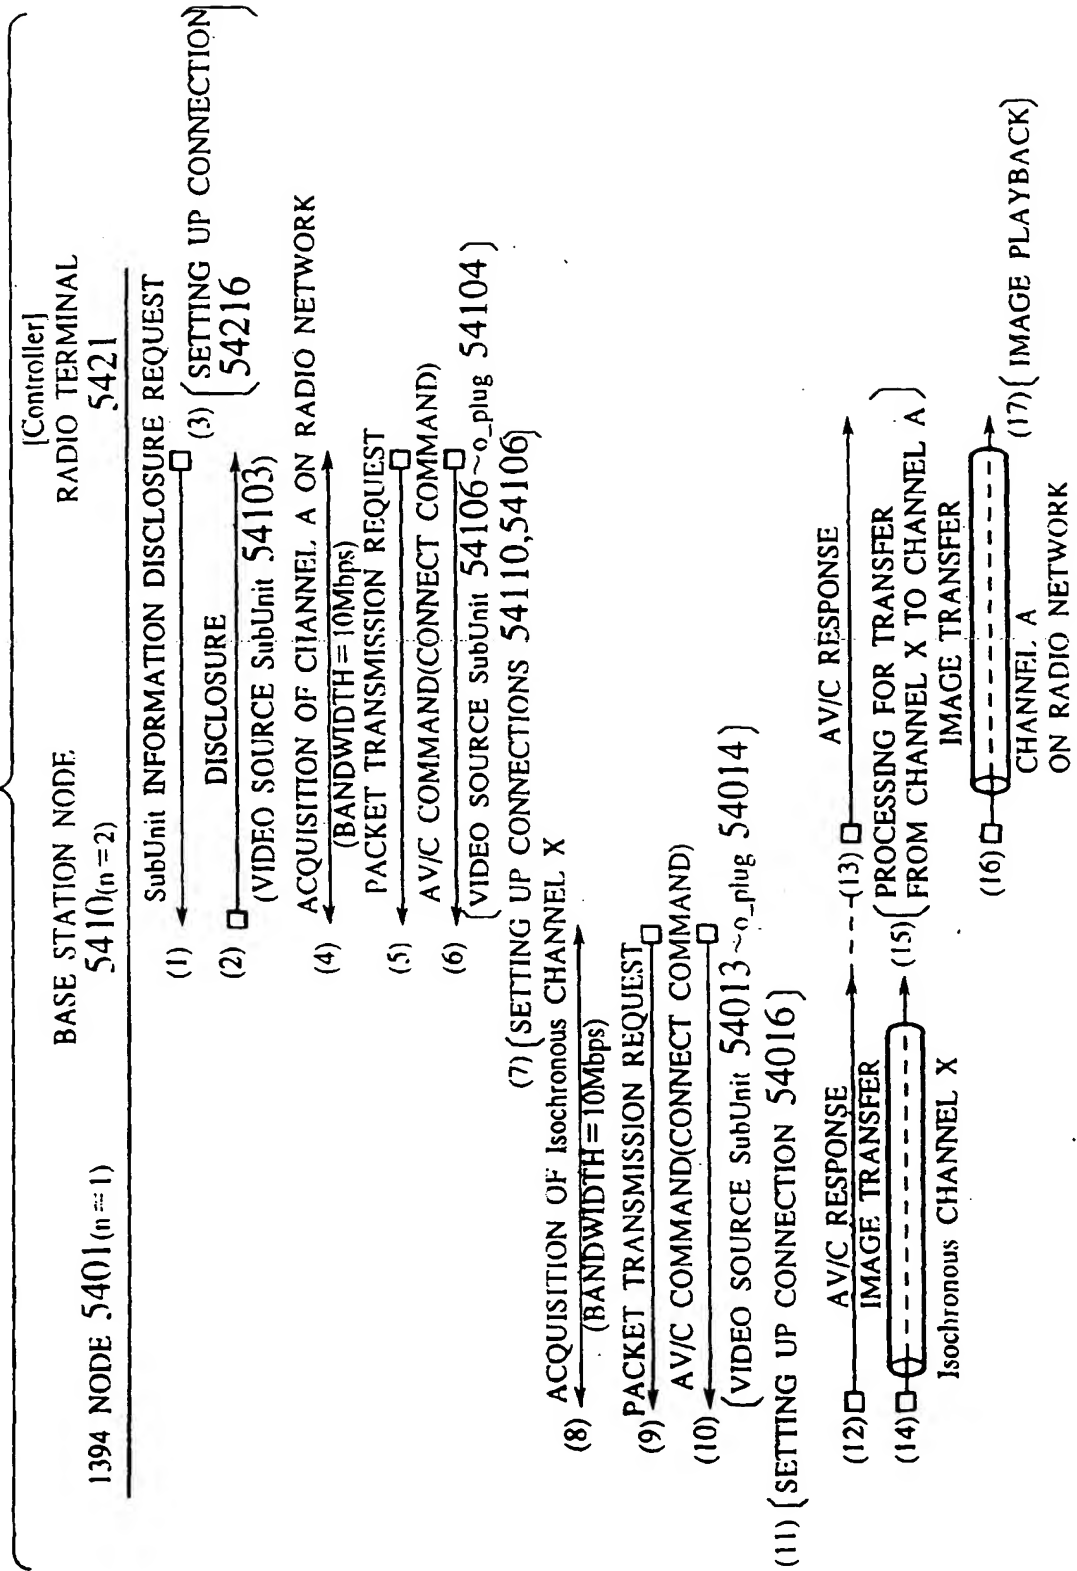 [Controller]
1394 NODE 5401(n=1)
BASE STATION NODE
5410(n=2)
RADIO TERMINAL
5421
SubUnit INFORMATION DISCLOSURE REQUEST
(1)
(2)
DISCLOSURE
(VIDEO SOURCE SubUnit 54103)
(3) SETTING UP CONNECTION
54216
ACQUISITION OF CHANNEL A ON RADIO NETWORK
(4)
(BANDWIDTH=10Mbps)
PACKET TRANSMISSION REQUEST
(5)
AV/C COMMAND(CONNECT COMMAND)
(6)
VIDEO SOURCE SubUnit 54106~o_plug 54104
(7) SETTING UP CONNECTIONS 54110,54106
ACQUISITION OF Isochronous CHANNEL X
(8)
(BANDWIDTH=10Mbps)
PACKET TRANSMISSION REQUEST
(9)
AV/C COMMAND(CONNECT COMMAND)
(10)
VIDEO SOURCE SubUnit 54013~o_plug 54014
(11) SETTING UP CONNECTION 54016
AV/C RESPONSE
(12)
AV/C RESPONSE
(13)
IMAGE TRANSFER
(14)
Isochronous CHANNEL X
(15) PROCESSING FOR TRANSFER
FROM CHANNEL X TO CHANNEL A
IMAGE TRANSFER
(16)
CHANNEL A
ON RADIO NETWORK
(17) IMAGE PLAYBACK